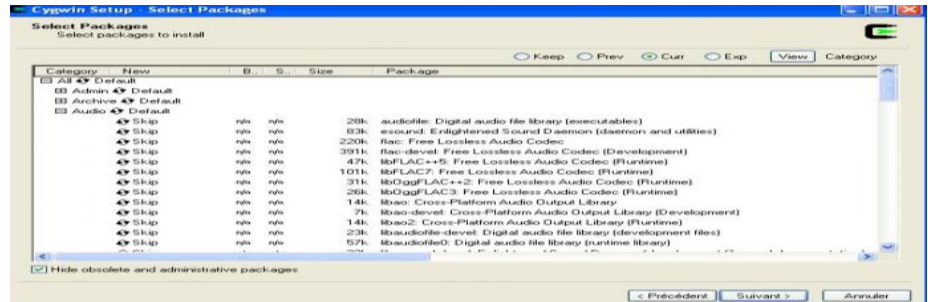 Cygwin Setup - Select Packages
Select Packages
Select packages to install
Keep Prev Curr Exp View Category
Category New B... S... Size Package
All Default
Admin Default
Archive Default
Audio Default
Skip n/a n/a 28k audiofile: Digital audio file library (executables)
Skip n/a n/a 83k esound: Enlightened Sound Daemon (daemon and utilities)
Skip n/a n/a 220k flac: Free Lossless Audio Codec
Skip n/a n/a 391k flac-devel: Free Lossless Audio Codec (Development)
Skip n/a n/a 47k libFLAC++5: Free Lossless Audio Codec (Runtime)
Skip n/a n/a 101k libFLAC7: Free Lossless Audio Codec (Runtime)
Skip n/a n/a 31k libOggFLAC++2: Free Lossless Audio Codec (Runtime)
Skip n/a n/a 26k libOggFLAC3: Free Lossless Audio Codec (Runtime)
Skip n/a n/a 14k libao: Cross-Platform Audio Output Library
Skip n/a n/a 7k libao-devel: Cross-Platform Audio Output Library (Development)
Skip n/a n/a 14k libao2: Cross-Platform Audio Output Library (Runtime)
Skip n/a n/a 23k libaudiofile-devel: Digital audio file library (development files)
Skip n/a n/a 57k libaudiofile0: Digital audio file library (runtime library)
Hide obsolete and administrative packages
< Précédent Suivant > Annuler